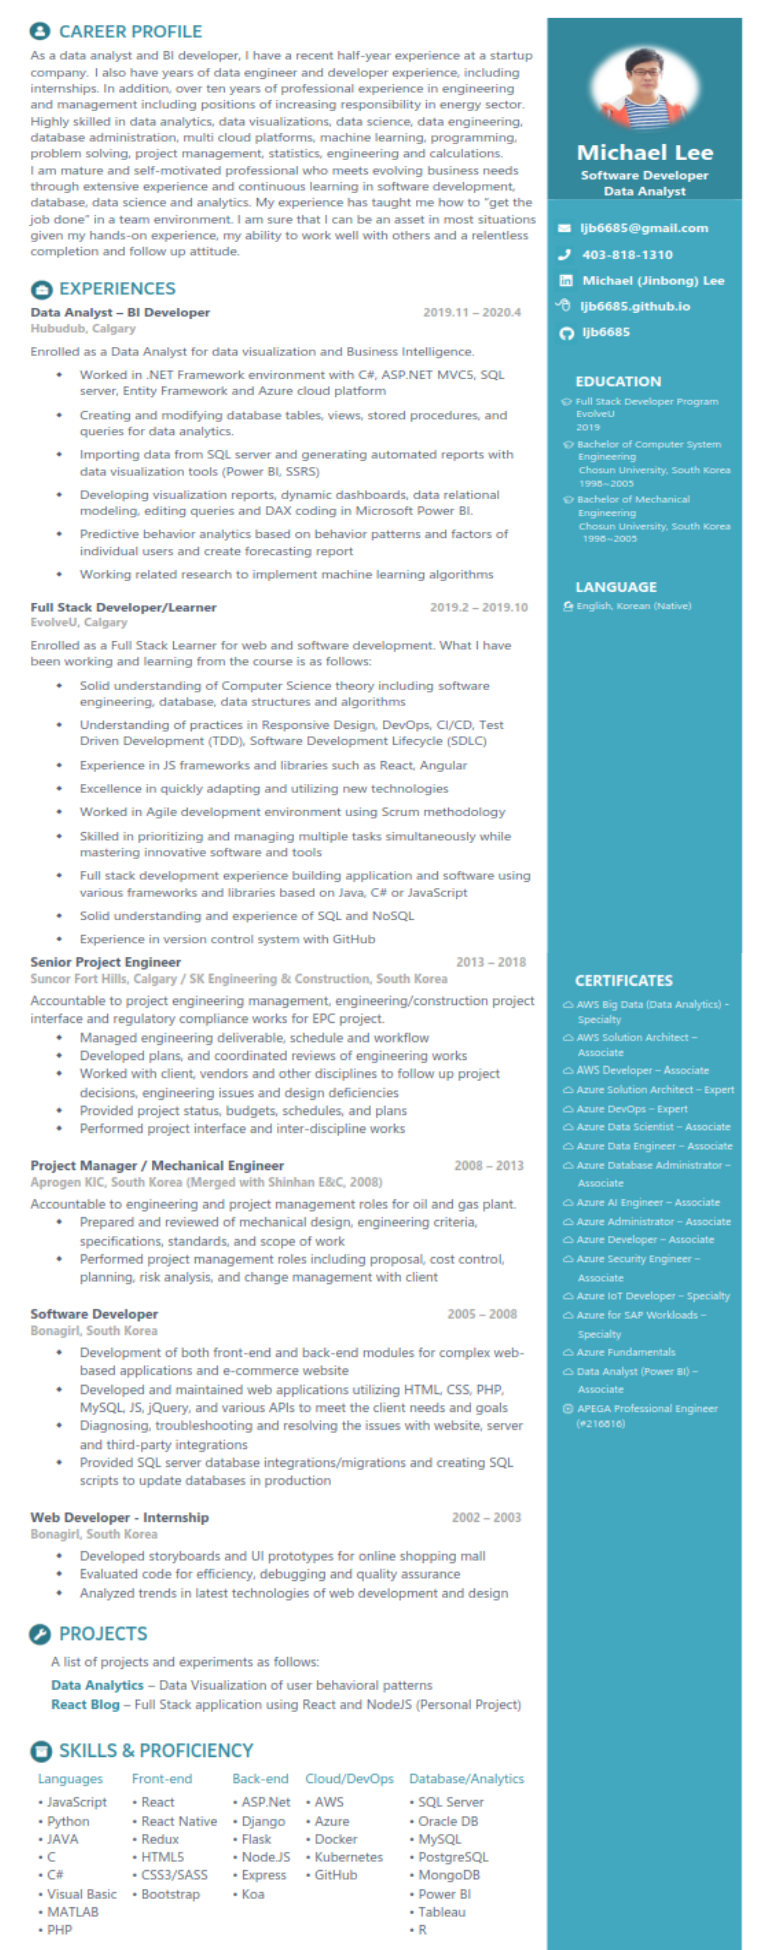 CAREER PROFILE
As a data analyst and BI developer, I have a recent half-year experience at a startup
company. I also have years of data engineer and developer experience, including
internships. In addition, over ten years of professional experience in engineering
and management including positions of increasing responsibility in energy sector.
Highly skilled in data analytics, data visualizations, data science, data engineering,
database administration, multi cloud platforms, machine learning, programming,
problem solving, project management, statistics, engineering and calculations.
I am mature and self-motivated professional who meets evolving business needs
through extensive experience and continuous learning in software development,
database, data science and analytics. My experience has taught me how to "get the
job done" in a team environment. I am sure that I can be an asset in most situations
given my hands-on experience, my ability to work well with others and a relentless
completion and follow up attitude.
EXPERIENCES
Data Analyst – BI Developer 2019.11 – 2020.4
Hubudub, Calgary
Enrolled as a Data Analyst for data visualization and Business Intelligence.
• Worked in .NET Framework environment with C#, ASP.NET MVC5, SQL
server, Entity Framework and Azure cloud platform
• Creating and modifying database tables, views, stored procedures, and
queries for data analytics.
• Importing data from SQL server and generating automated reports with
data visualization tools (Power BI, SSRS)
• Developing visualization reports, dynamic dashboards, data relational
modeling, editing queries and DAX coding in Microsoft Power BI.
• Predictive behavior analytics based on behavior patterns and factors of
individual users and create forecasting report
• Working related research to implement machine learning algorithms
Full Stack Developer/Learner 2019.2 – 2019.10
EvolveU, Calgary
Enrolled as a Full Stack Learner for web and software development. What I have
been working and learning from the course is as follows:
• Solid understanding of Computer Science theory including software
engineering, database, data structures and algorithms
• Understanding of practices in Responsive Design, DevOps, CI/CD, Test
Driven Development (TDD), Software Development Lifecycle (SDLC)
• Experience in JS frameworks and libraries such as React, Angular
• Excellence in quickly adapting and utilizing new technologies
• Worked in Agile development environment using Scrum methodology
• Skilled in prioritizing and managing multiple tasks simultaneously while
mastering innovative software and tools
• Full stack development experience building application and software using
various frameworks and libraries based on Java, C# or JavaScript
• Solid understanding and experience of SQL and NoSQL
• Experience in version control system with GitHub
Senior Project Engineer 2013 – 2018
Suncor Fort Hills, Calgary / SK Engineering & Construction, South Korea
Accountable to project engineering management, engineering/construction project
interface and regulatory compliance works for EPC project.
• Managed engineering deliverable, schedule and workflow
• Developed plans, and coordinated reviews of engineering works
• Worked with client, vendors and other disciplines to follow up project
decisions, engineering issues and design deficiencies
• Provided project status, budgets, schedules, and plans
• Performed project interface and inter-discipline works
Project Manager / Mechanical Engineer 2008 – 2013
Aprogen KIC, South Korea (Merged with Shinhan E&C, 2008)
Accountable to engineering and project management roles for oil and gas plant.
• Prepared and reviewed of mechanical design, engineering criteria,
specifications, standards, and scope of work
• Performed project management roles including proposal, cost control,
planning, risk analysis, and change management with client
Software Developer 2005 – 2008
Bonagirl, South Korea
• Development of both front-end and back-end modules for complex web-
based applications and e-commerce website
• Developed and maintained web applications utilizing HTML, CSS, PHP,
MySQL, JS, jQuery, and various APIs to meet the client needs and goals
• Diagnosing, troubleshooting and resolving the issues with website, server
and third-party integrations
• Provided SQL server database integrations/migrations and creating SQL
scripts to update databases in production
Web Developer - Internship 2002 – 2003
Bonagirl, South Korea
• Developed storyboards and UI prototypes for online shopping mall
• Evaluated code for efficiency, debugging and quality assurance
• Analyzed trends in latest technologies of web development and design
PROJECTS
A list of projects and experiments as follows:
Data Analytics – Data Visualization of user behavioral patterns
React Blog – Full Stack application using React and NodeJS (Personal Project)
SKILLS & PROFICIENCY
Languages
• JavaScript
• Python
• JAVA
• C
• C#
• Visual Basic
• MATLAB
• PHP
Front-end
• React
• React Native
• Redux
• HTML5
• CSS3/SASS
• Bootstrap
Back-end
• ASP.Net
• Django
• Flask
• Node.JS
• Express
• Koa
Cloud/DevOps
• AWS
• Azure
• Docker
• Kubernetes
• GitHub
Database/Analytics
• SQL Server
• Oracle DB
• MySQL
• PostgreSQL
• MongoDB
• Power BI
• Tableau
• R
Michael Lee
Software Developer
Data Analyst
ljb6685@gmail.com
403-818-1310
Michael (Jinbong) Lee
ljb6685.github.io
ljb6685
EDUCATION
Full Stack Developer Program
EvolveU
2019
Bachelor of Computer System
Engineering
Chosun University, South Korea
1998~2005
Bachelor of Mechanical
Engineering
Chosun University, South Korea
1998~2005
LANGUAGE
English, Korean (Native)
CERTIFICATES
AWS Big Data (Data Analytics) –
Specialty
AWS Solution Architect –
Associate
AWS Developer – Associate
Azure Solution Architect – Expert
Azure DevOps – Expert
Azure Data Scientist – Associate
Azure Data Engineer – Associate
Azure Database Administrator –
Associate
Azure AI Engineer – Associate
Azure Administrator – Associate
Azure Developer – Associate
Azure Security Engineer –
Associate
Azure IoT Developer – Specialty
Azure for SAP Workloads –
Specialty
Azure Fundamentals
Data Analyst (Power BI) –
Associate
APEGA Professional Engineer
(#216816)